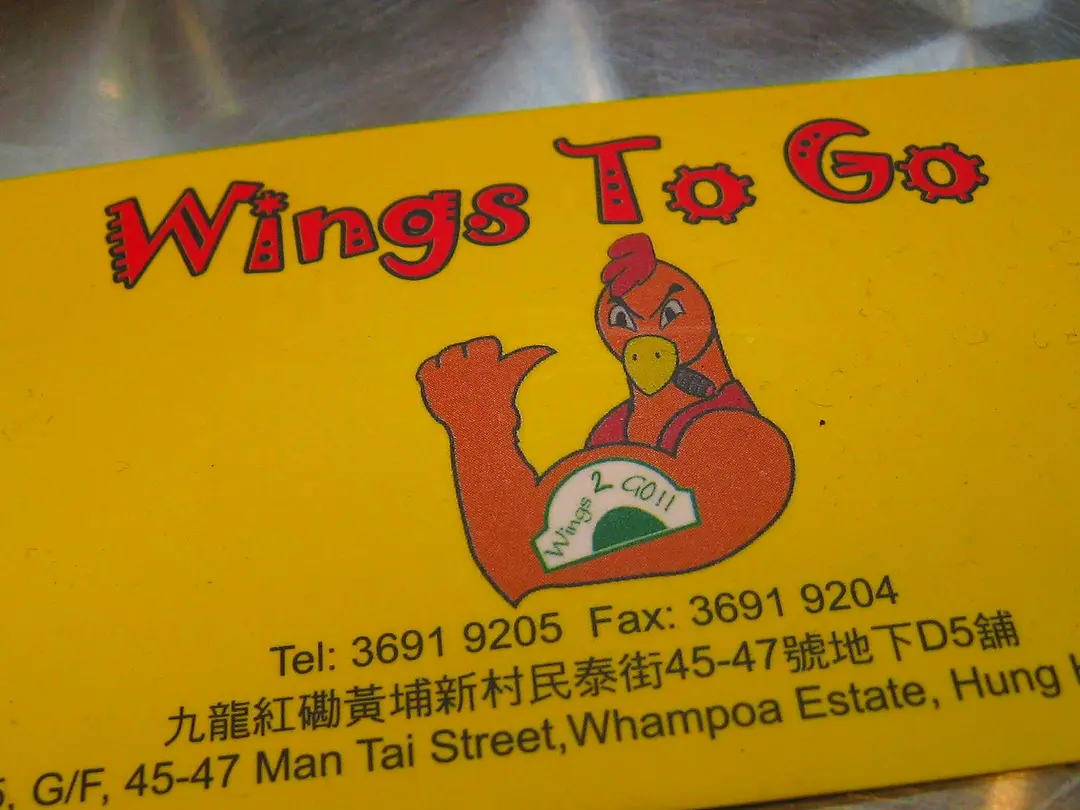 Wings To Go
Wings 2 GO!!
Tel: 3691 9205 Fax: 3691 9204
九龍紅磡黃埔新村民泰街45-47號地下D5舖
5, G/F, 45-47 Man Tai Street,Whampoa Estate, Hung